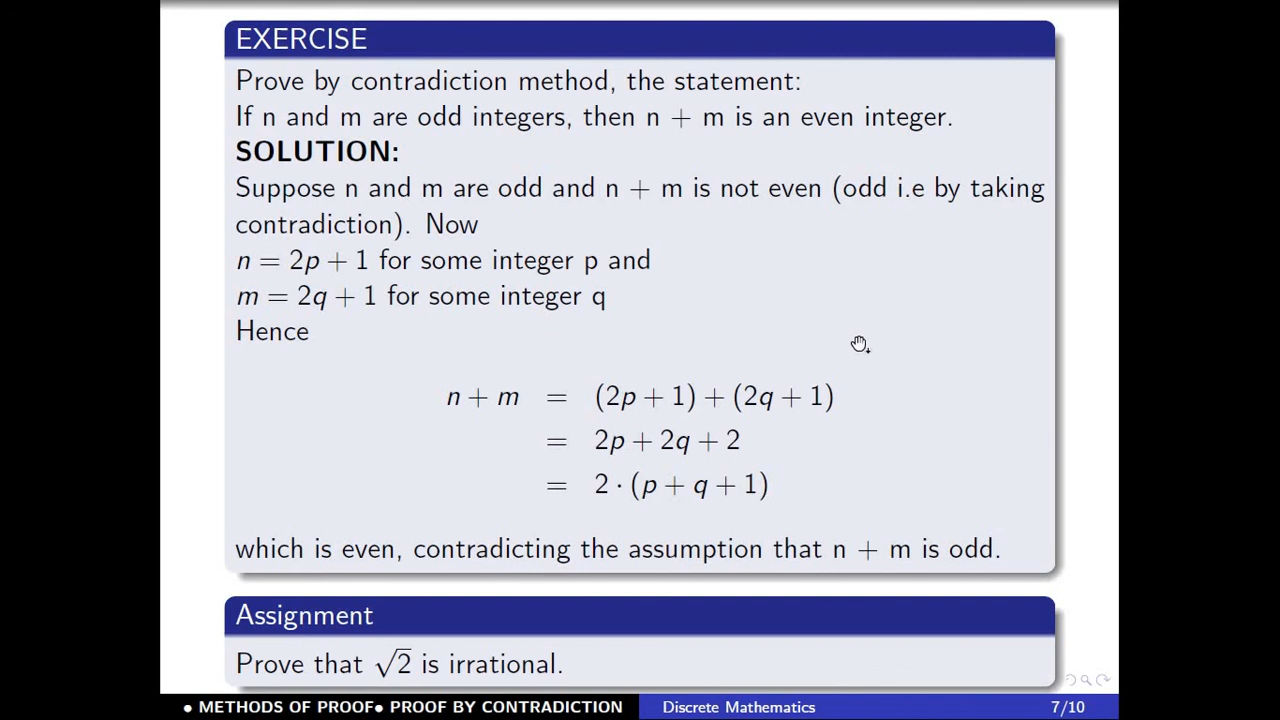 EXERCISE
Prove by contradiction method, the statement:
If n and m are odd integers, then n + m is an even integer.
SOLUTION:
Suppose n and m are odd and n + m is not even (odd i.e by taking
contradiction). Now
n = 2p + 1 for some integer p and
m = 2q + 1 for some integer q
Hence
n + m = (2p + 1) + (2q + 1)
= 2p + 2q + 2
= 2 · (p + q + 1)
which is even, contradicting the assumption that n + m is odd.
Assignment
Prove that √2 is irrational.
• METHODS OF PROOF• PROOF BY CONTRADICTION Discrete Mathematics 7/10